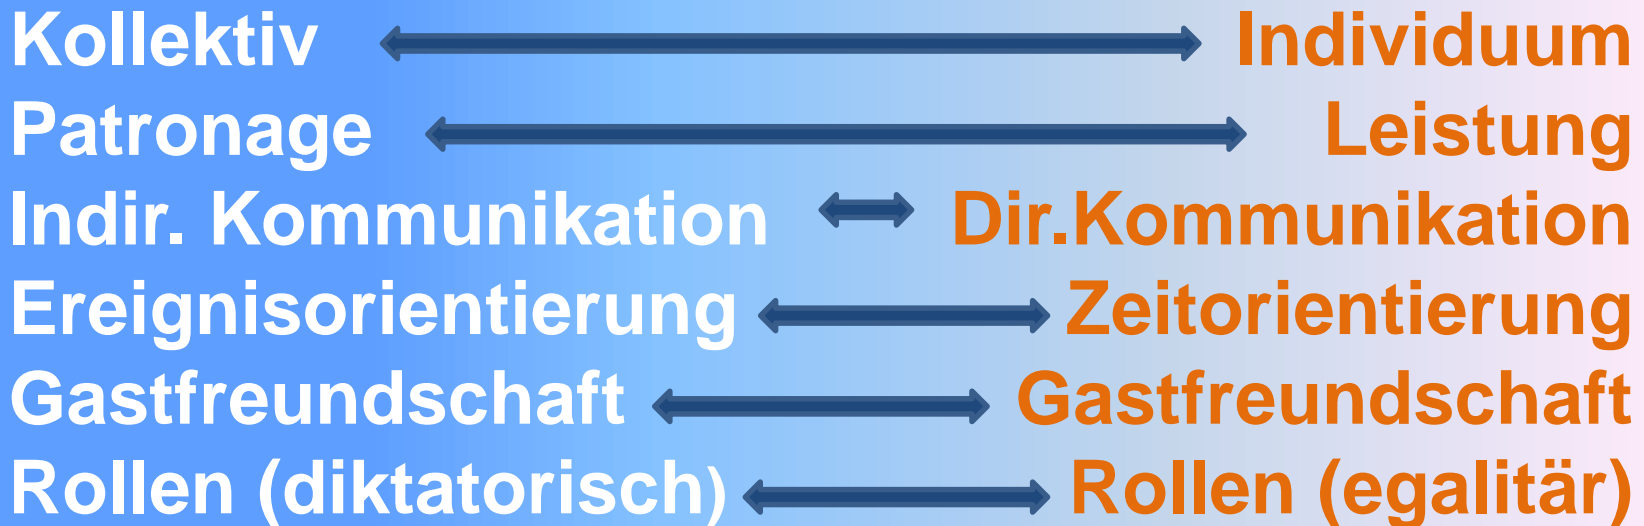 Kollektiv Individuum
Patronage Leistung
Indir. Kommunikation Dir.Kommunikation
Ereignisorientierung Zeitorientierung
Gastfreundschaft Gastfreundschaft
Rollen (diktatorisch) Rollen (egalitär)